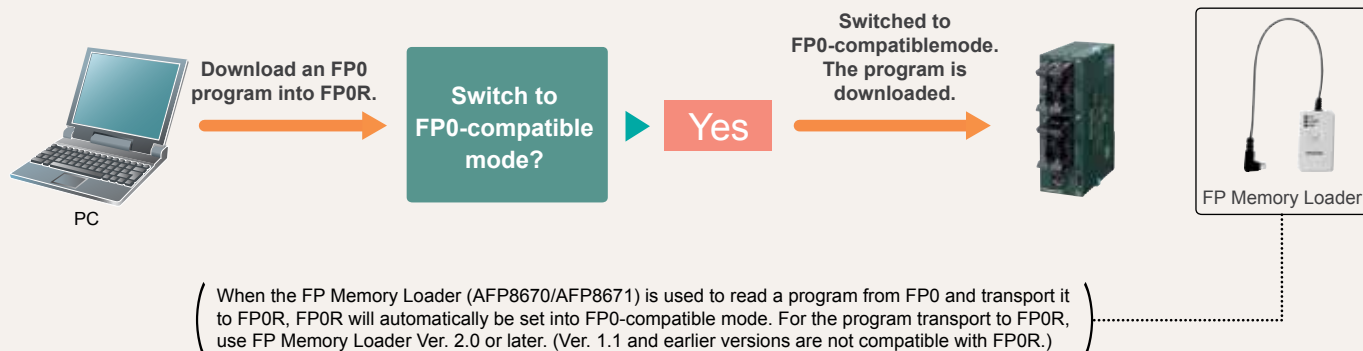 Download an FP0
program into FP0R.
Switch to
FP0-compatible
mode?
Yes
Switched to
FP0-compatiblemode.
The program is
downloaded.
PC
FP Memory Loader
When the FP Memory Loader (AFP8670/AFP8671) is used to read a program from FP0 and transport it
to FP0R, FP0R will automatically be set into FP0-compatible mode. For the program transport to FP0R,
use FP Memory Loader Ver. 2.0 or later. (Ver. 1.1 and earlier versions are not compatible with FP0R.)